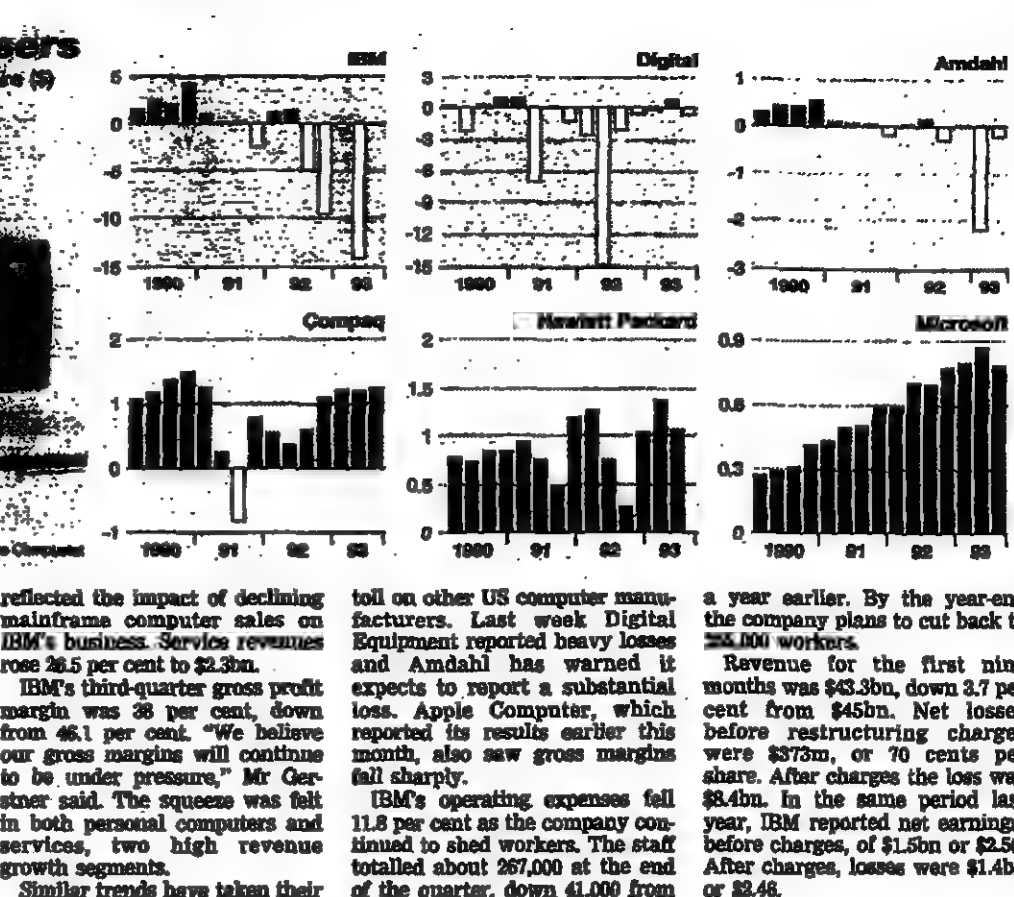 sers
($)
IBM
5
0
-5
-10
-15
1990 91 92 93
Digital
3
0
-3
-6
-9
-12
-15
1990 91 92 93
Amdahl
1
0
-1
-2
-3
1990 91 92 93
Compaq
2
1
0
-1
1990 91 92 93
Hewlett Packard
2
1.5
1
0.5
0
1990 91 92 93
Microsoft
0.9
0.6
0.3
0
1990 91 92 93
reflected the impact of declining
mainframe computer sales on
IBM's business. Service revenues
rose 26.5 per cent to $2.3bn.
IBM's third-quarter gross profit
margin was 38 per cent, down
from 46.1 per cent. "We believe
our gross margins will continue
to be under pressure," Mr Ger-
stner said. The squeeze was felt
in both personal computers and
services, two high revenue
growth segments.
Similar trends have taken their
toll on other US computer manu-
facturers. Last week Digital
Equipment reported heavy losses
and Amdahl has warned it
expects to report a substantial
loss. Apple Computer, which
reported its results earlier this
month, also saw gross margins
fall sharply.
IBM's operating expenses fell
11.8 per cent as the company con-
tinued to shed workers. The staff
totalled about 267,000 at the end
of the quarter, down 41,000 from
a year earlier. By the year-en
the company plans to cut back t
workers.
Revenue for the first nin
months was $43.3bn, down 3.7 pe
cent from $45bn. Net losse
before restructuring charge
were $373m, or 70 cents pe
share. After charges the loss wa
$8.4bn. In the same period las
year, IBM reported net earning
before charges, of $1.5bn or $2.5
After charges, losses were $1.4b
or $2.46.